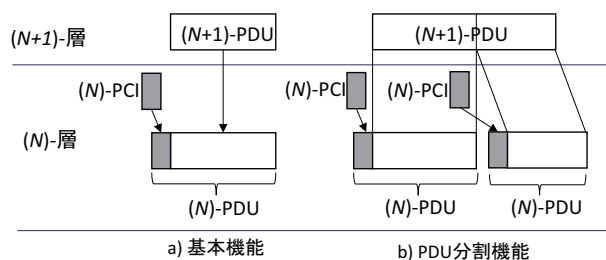 (N+1)-層
(N+1)-PDU
(N+1)-PDU
(N)-PCI
(N)-PCI
(N)-PCI
(N)-層
(N)-PDU
(N)-PDU
(N)-PDU
a) 基本機能
b) PDU分割機能